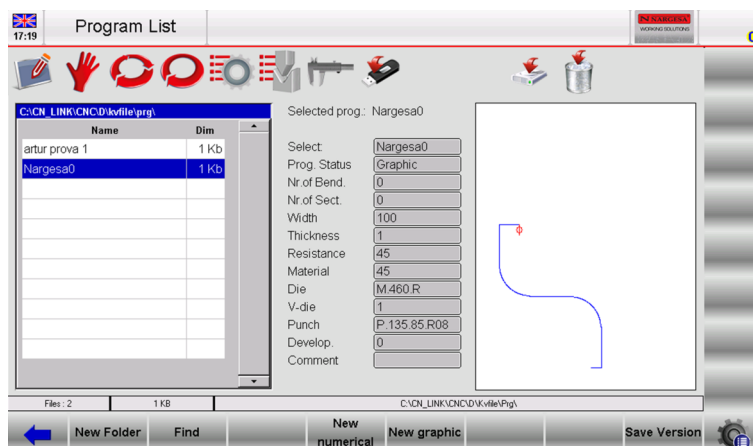 17:19
Program List
NARGESA
WORKING SOLUTIONS
C:\CN_LINK\CNC\D\kvfile\prg\
Name Dim
artur prova 1 1 Kb
Nargesa0 1 Kb
Selected prog.: Nargesa0
Select: Nargesa0
Prog. Status Graphic
Nr.of Bend. 0
Nr.of Sect. 0
Width 100
Thickness 1
Resistance 45
Material 45
Die M.460.R
V-die 1
Punch P.135.85.R08
Develop. 0
Comment
Files : 2 1 KB C:\CN_LINK\CNC\D\Kvfile\Prg\
New Folder Find New numerical New graphic Save Version